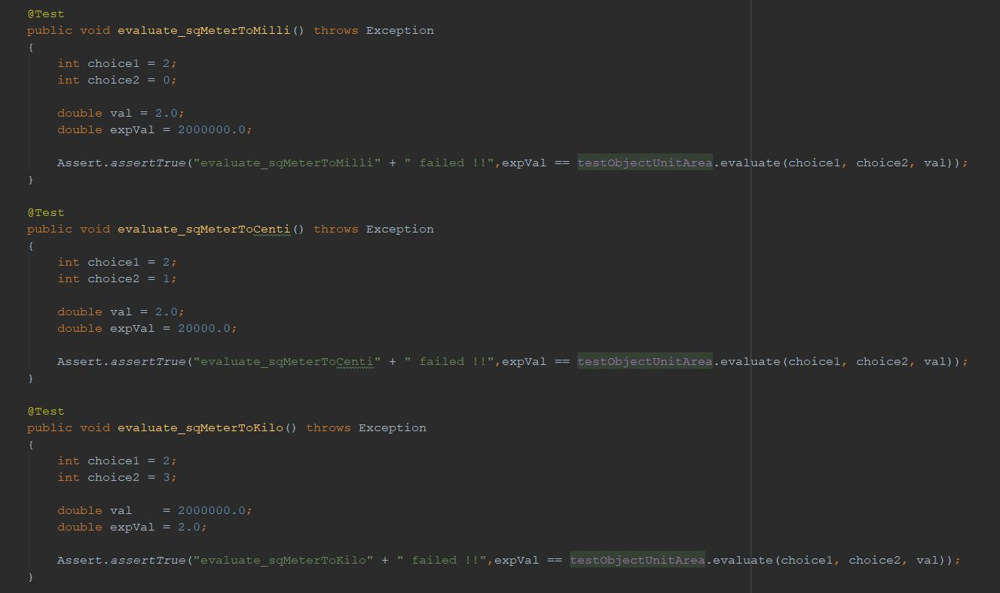 @Test
public void evaluate_sqMeterToMilli() throws Exception
{
    int choice1 = 2;
    int choice2 = 0;

    double val = 2.0;
    double expVal = 2000000.0;

    Assert.assertTrue("evaluate_sqMeterToMilli" + " failed !!",expVal == testObjectUnitArea.evaluate(choice1, choice2, val));
}

@Test
public void evaluate_sqMeterToCenti() throws Exception
{
    int choice1 = 2;
    int choice2 = 1;

    double val = 2.0;
    double expVal = 20000.0;

    Assert.assertTrue("evaluate_sqMeterToCenti" + " failed !!",expVal == testObjectUnitArea.evaluate(choice1, choice2, val));
}

@Test
public void evaluate_sqMeterToKilo() throws Exception
{
    int choice1 = 2;
    int choice2 = 3;

    double val    = 2000000.0;
    double expVal = 2.0;

    Assert.assertTrue("evaluate_sqMeterToKilo" + " failed !!",expVal == testObjectUnitArea.evaluate(choice1, choice2, val));
}